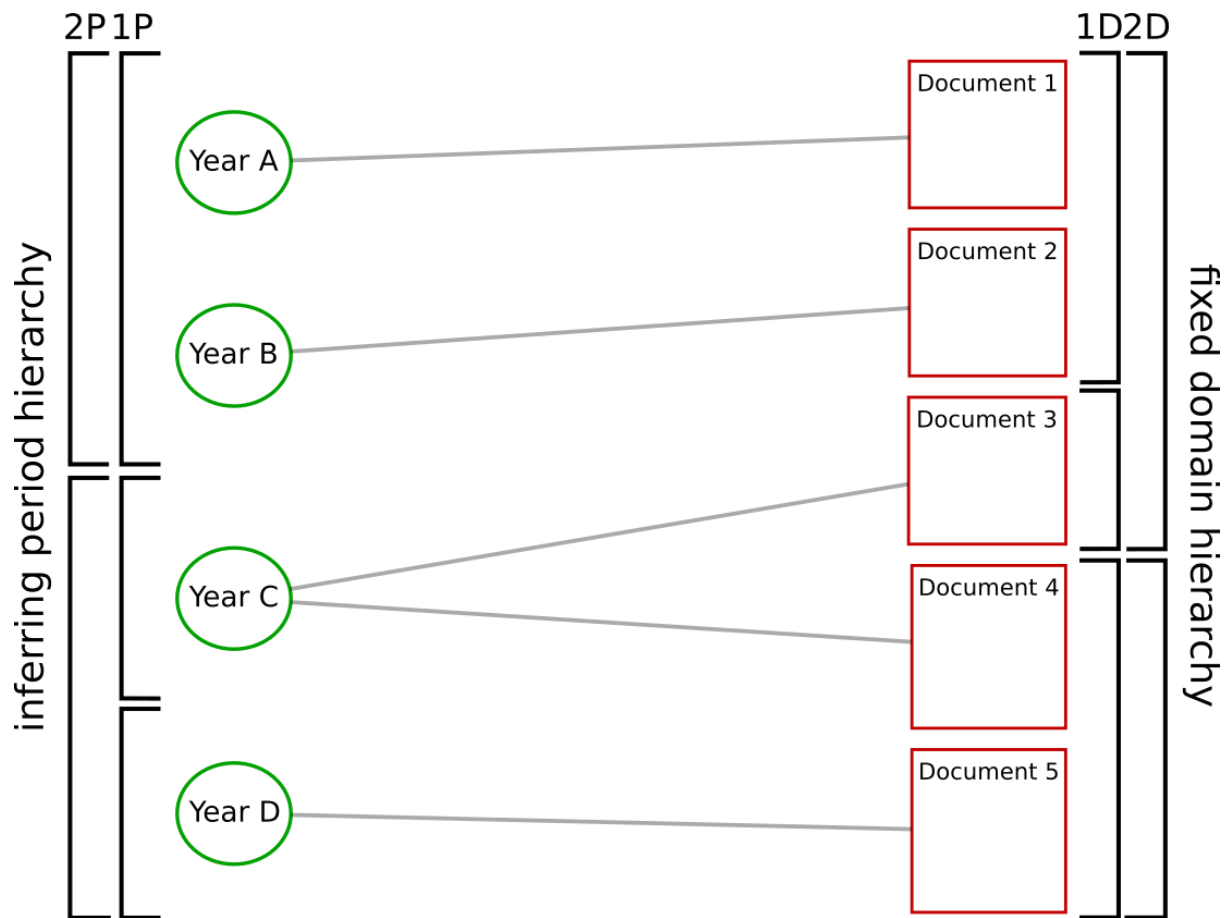 2P 1P
1D 2D
inferring period hierarchy
Year A
Year B
Year C
Year D
Document 1
Document 2
Document 3
Document 4
Document 5
fixed domain hierarchy